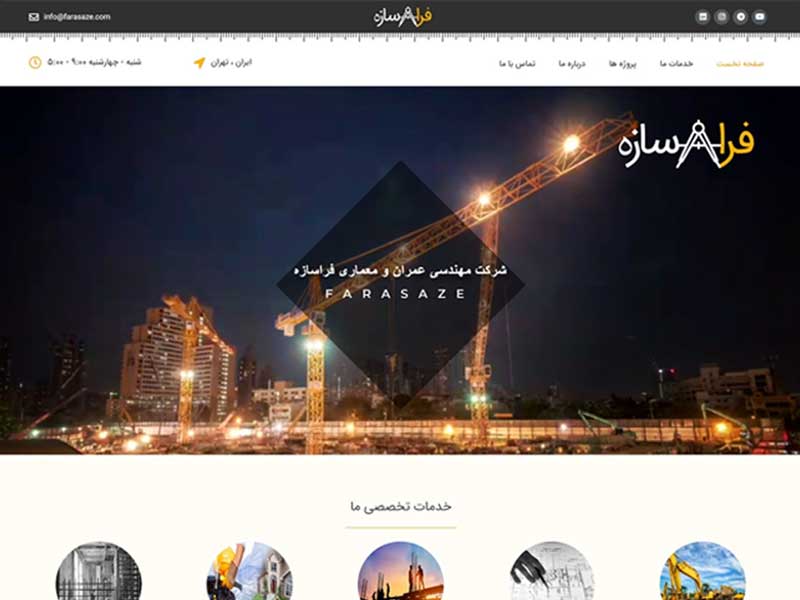 info@farasaze.com
فراسازه
شنبه - چهارشنبه ۹:۰۰ - ۵:۰۰
ایران ، تهران
صفحه نخست
خدمات ما
پروژه ها
درباره ما
تماس با ما
فراسازه
شرکت مهندسی عمران و معماری فراسازه
FARASAZE
خدمات تخصصی ما